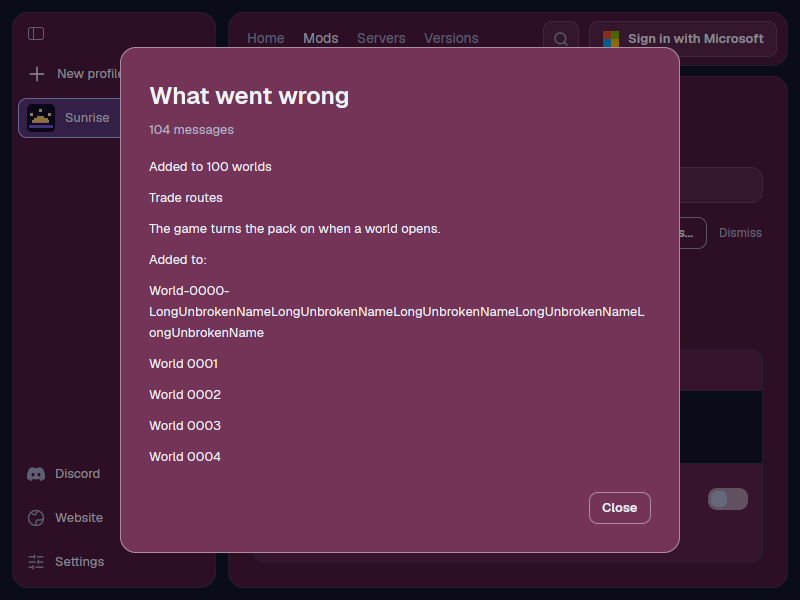 Home Mods Servers Versions
Sign in with Microsoft
New profile
Sunrise
What went wrong
104 messages
Added to 100 worlds
Trade routes
The game turns the pack on when a world opens.
Added to:
World-0000-
LongUnbrokenNameLongUnbrokenNameLongUnbrokenNameLongUnbrokenNameL
ongUnbrokenName
World 0001
World 0002
World 0003
World 0004
Close
s...
Dismiss
Discord
Website
Settings